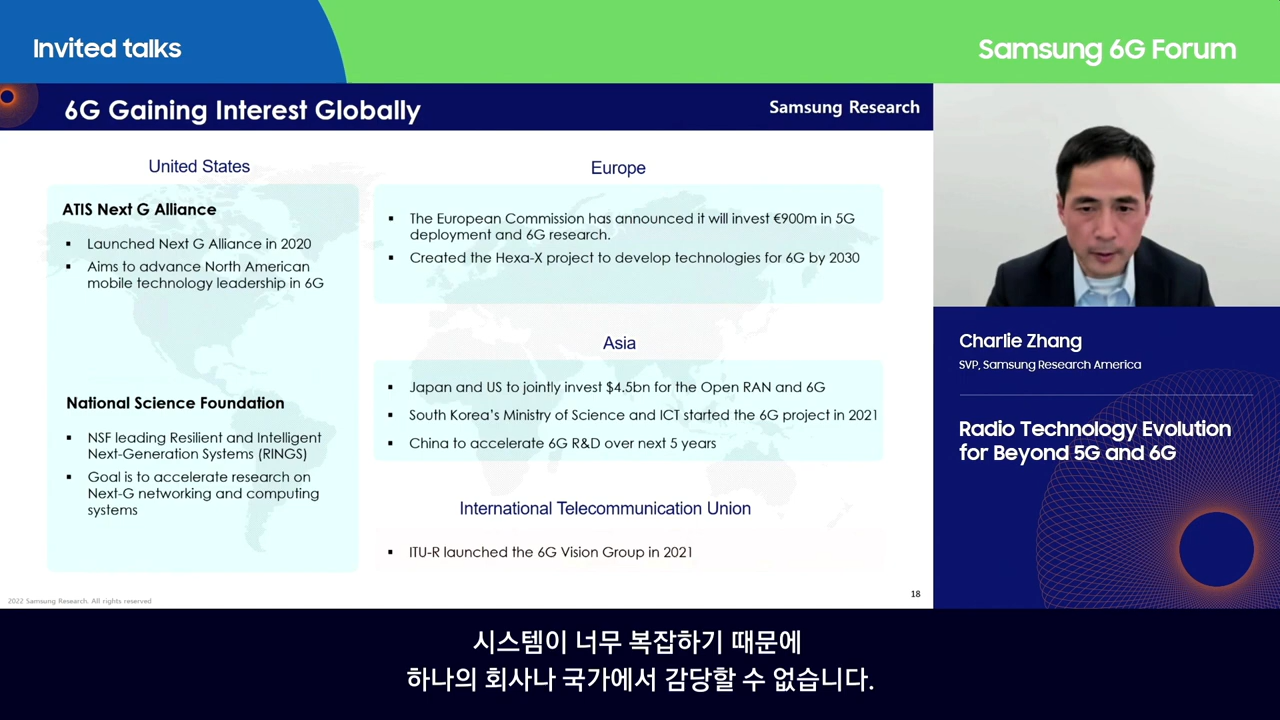 Invited talks
Samsung 6G Forum
6G Gaining Interest Globally
Samsung Research
United States
ATIS Next G Alliance
▪ Launched Next G Alliance in 2020
▪ Aims to advance North American
mobile technology leadership in 6G
National Science Foundation
▪ NSF leading Resilient and Intelligent
Next-Generation Systems (RINGS)
▪ Goal is to accelerate research on
Next-G networking and computing
systems
Europe
▪ The European Commission has announced it will invest €900m in 5G
deployment and 6G research.
▪ Created the Hexa-X project to develop technologies for 6G by 2030
Asia
▪ Japan and US to jointly invest $4.5bn for the Open RAN and 6G
▪ South Korea's Ministry of Science and ICT started the 6G project in 2021
▪ China to accelerate 6G R&D over next 5 years
International Telecommunication Union
▪ ITU-R launched the 6G Vision Group in 2021
2022 Samsung Research. All rights reserved
18
Charlie Zhang
SVP, Samsung Research America
Radio Technology Evolution
for Beyond 5G and 6G
시스템이 너무 복잡하기 때문에
하나의 회사나 국가에서 감당할 수 없습니다.